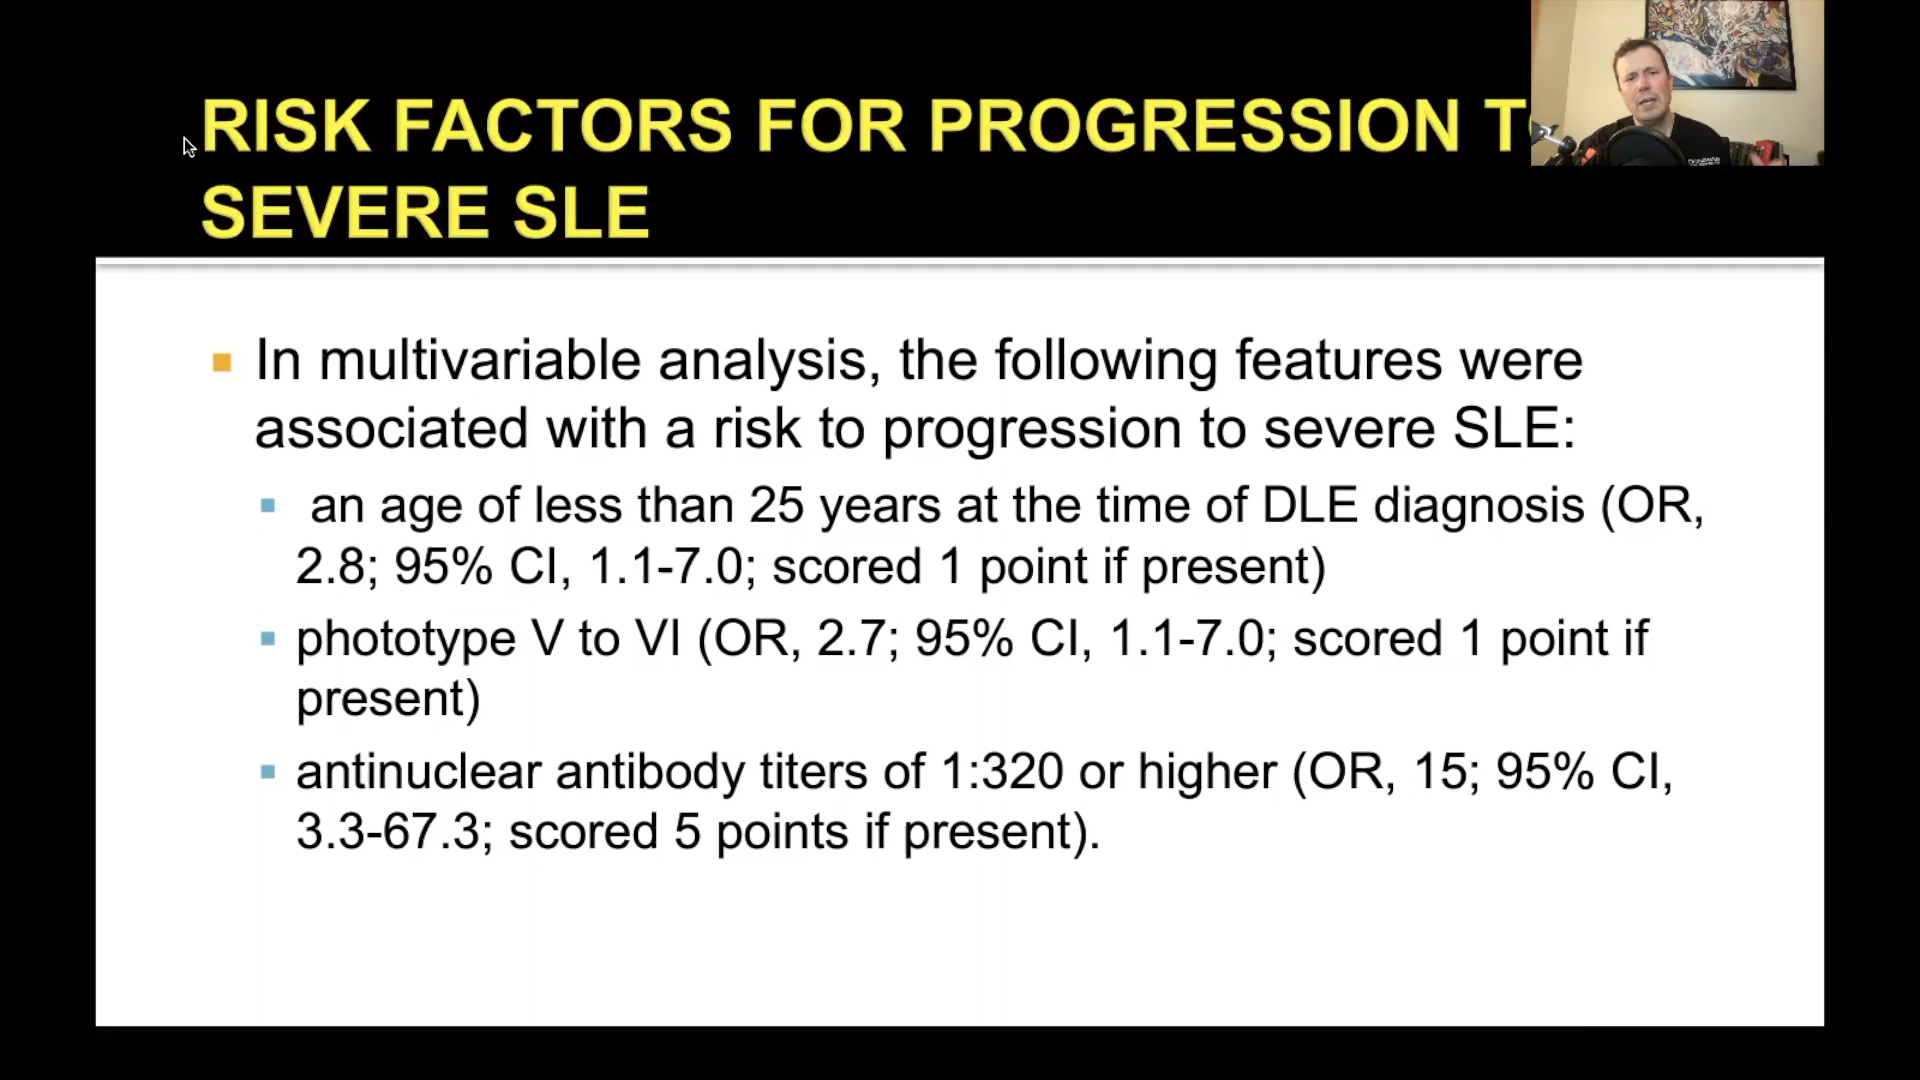 RISK FACTORS FOR PROGRESSION
SEVERE SLE
In multivariable analysis, the following features were
associated with a risk to progression to severe SLE:
an age of less than 25 years at the time of DLE diagnosis (OR,
2.8; 95% CI, 1.1-7.0; scored 1 point if present)
phototype V to VI (OR, 2.7; 95% CI, 1.1-7.0; scored 1 point if
present)
antinuclear antibody titers of 1:320 or higher (OR, 15; 95% CI,
3.3-67.3; scored 5 points if present).